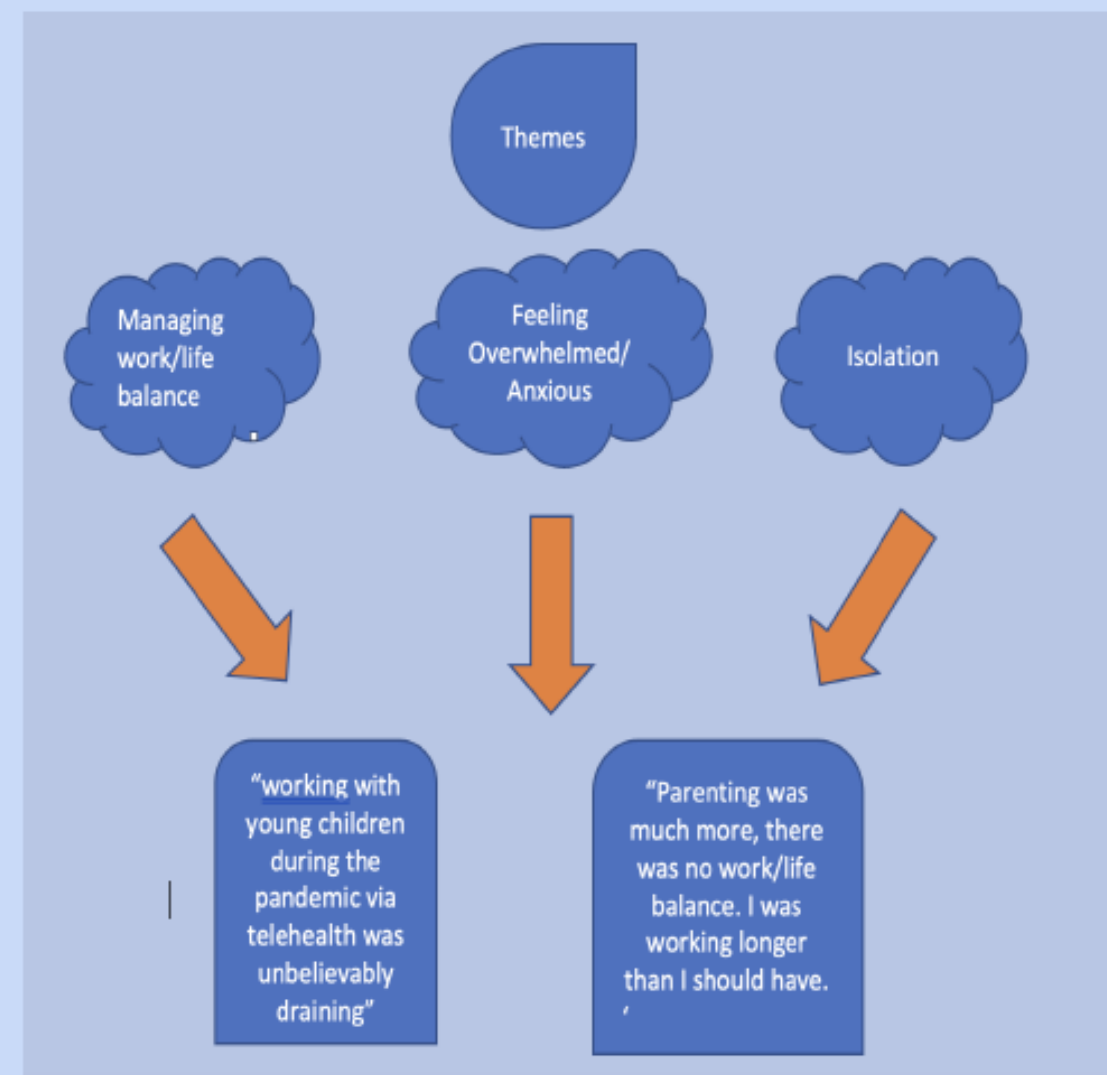 Themes
Managing
work/life
balance
Feeling
Overwhelmed/
Anxious
Isolation
“working with
young children
during the
pandemic via
telehealth was
unbelievably
draining”
“Parenting was
much more, there
was no work/life
balance. I was
working longer
than I should have.
‘